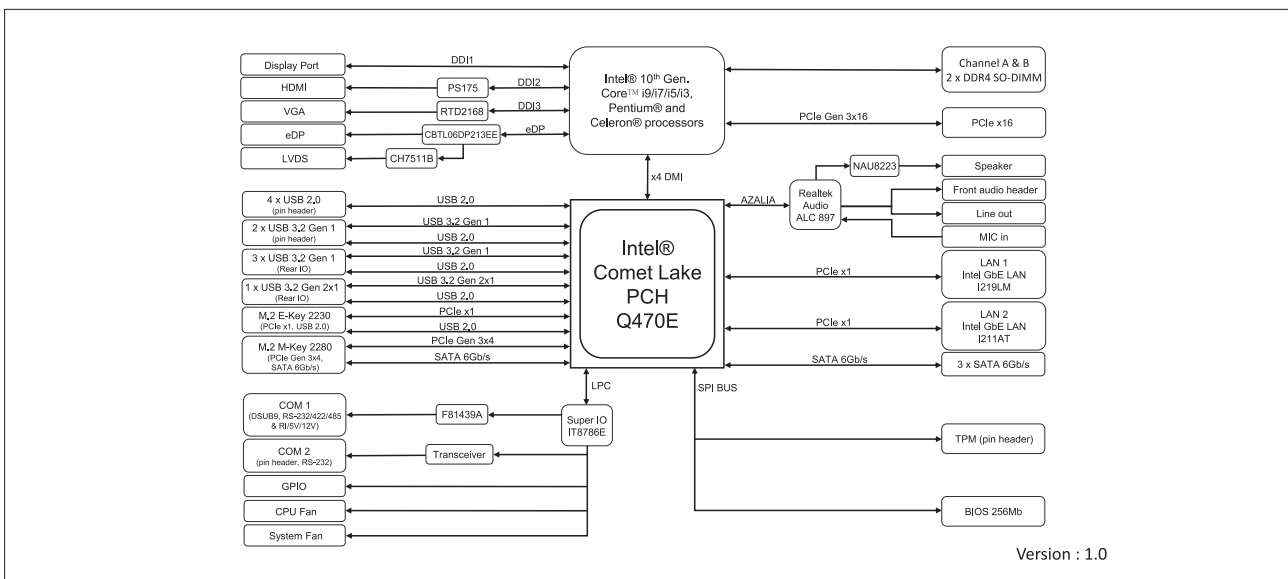 Display Port
HDMI
VGA
eDP
LVDS
DDI1
PS175
DDI2
RTD2168
DDI3
CBTL06DP213EE
eDP
CH7511B
Intel® 10th Gen.
Core™ i9/i7/i5/i3,
Pentium® and
Celeron® processors
Channel A & B
2 x DDR4 SO-DIMM
PCIe Gen 3x16
PCIe x16
x4 DMI
NAU8223
Speaker
AZALIA
Realtek
Audio
ALC 897
Front audio header
Line out
MIC in
4 x USB 2.0
(pin header)
USB 2.0
2 x USB 3.2 Gen 1
(pin header)
USB 3.2 Gen 1
USB 2.0
3 x USB 3.2 Gen 1
(Rear IO)
USB 3.2 Gen 1
USB 2.0
1 x USB 3.2 Gen 2x1
(Rear IO)
USB 3.2 Gen 2x1
USB 2.0
M.2 E-Key 2230
(PCIe x1, USB 2.0)
PCIe x1
USB 2.0
M.2 M-Key 2280
(PCIe Gen 3x4,
SATA 6Gb/s)
PCIe Gen 3x4
SATA 6Gb/s
Intel®
Comet Lake
PCH
Q470E
PCIe x1
LAN 1
Intel GbE LAN
I219LM
PCIe x1
LAN 2
Intel GbE LAN
I211AT
SATA 6Gb/s
3 x SATA 6Gb/s
LPC
SPI BUS
COM 1
(DSUB9, RS-232/422/485
& RI/5V/12V)
F81439A
Super IO
IT8786E
COM 2
(pin header, RS-232)
Transceiver
GPIO
CPU Fan
System Fan
TPM (pin header)
BIOS 256Mb
Version : 1.0